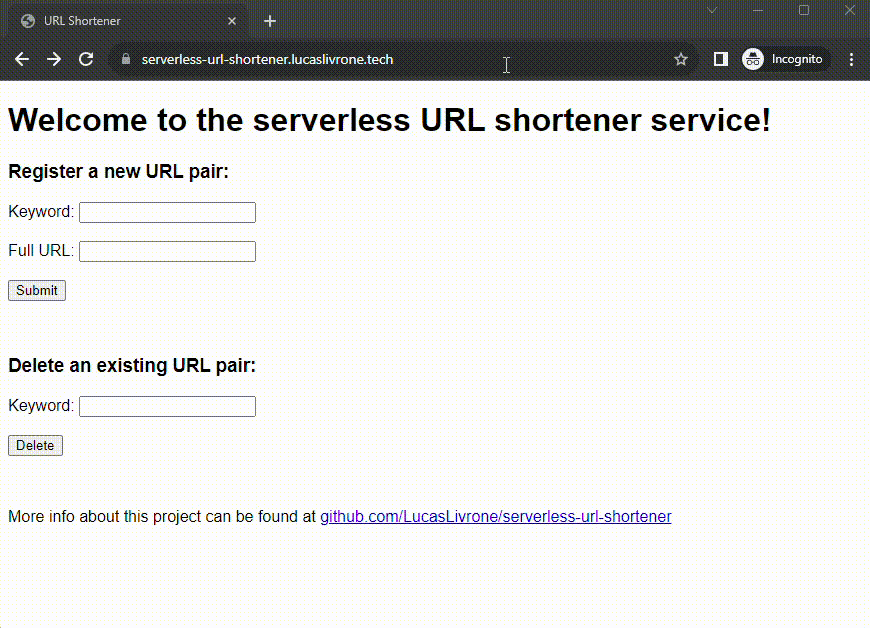 URL Shortener
serverless-url-shortener.lucaslivrone.tech
Incognito
Welcome to the serverless URL shortener service!
Register a new URL pair:
Keyword:
Full URL:
Submit
Delete an existing URL pair:
Keyword:
Delete
More info about this project can be found at github.com/LucasLivrone/serverless-url-shortener